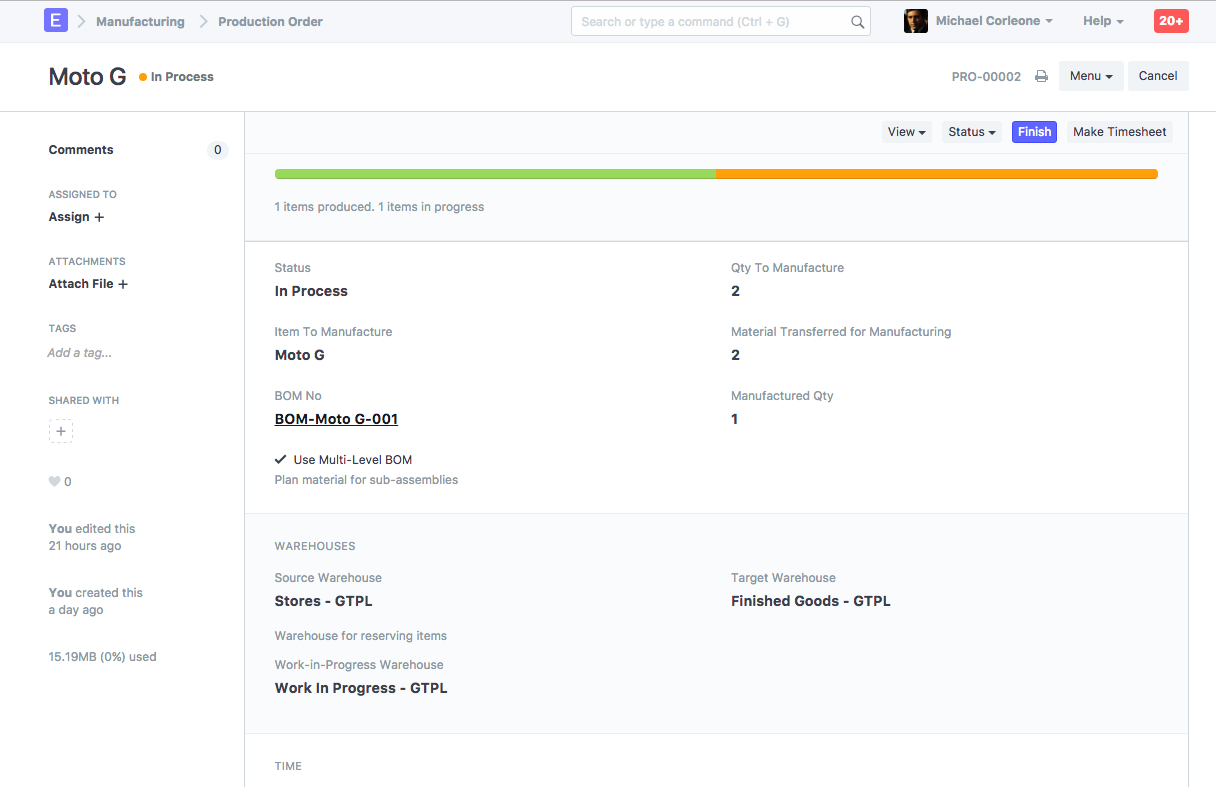 E Manufacturing Production Order Search or type a command (Ctrl + G) Michael Corleone Help 20+
Moto G In Process PRO-00002 Menu Cancel
Comments 0
ASSIGNED TO
Assign +
ATTACHMENTS
Attach File +
TAGS
Add a tag...
SHARED WITH
+
0
You edited this
21 hours ago
You created this
a day ago
15.19MB (0%) used
View Status Finish Make Timesheet
1 items produced. 1 items in progress
Status
In Process
Item To Manufacture
Moto G
BOM No
BOM-Moto G-001
Use Multi-Level BOM
Plan material for sub-assemblies
Qty To Manufacture
2
Material Transferred for Manufacturing
2
Manufactured Qty
1
WAREHOUSES
Source Warehouse
Stores - GTPL
Warehouse for reserving items
Work-in-Progress Warehouse
Work In Progress - GTPL
Target Warehouse
Finished Goods - GTPL
TIME